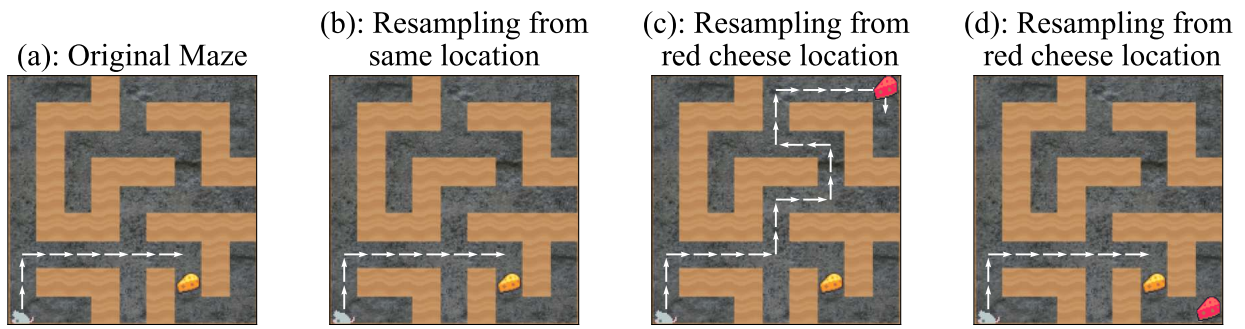 (a): Original Maze
(b): Resampling from
same location
(c): Resampling from
red cheese location
(d): Resampling from
red cheese location